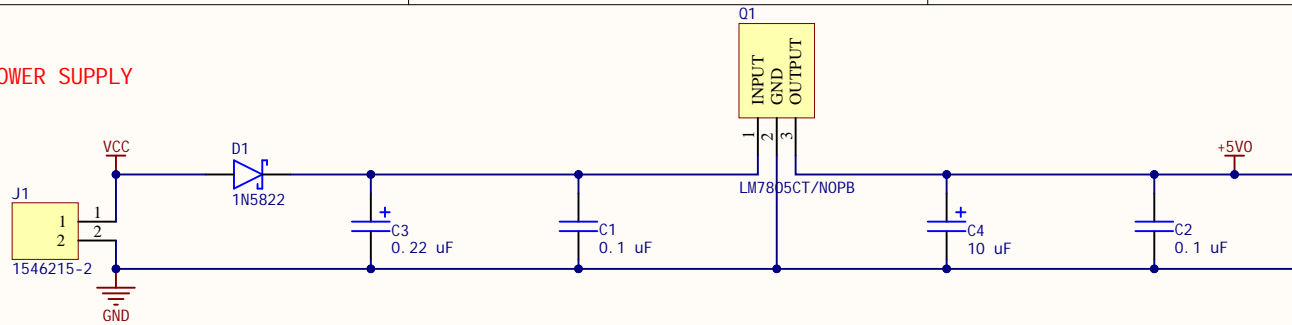 Q1
INPUT
GND
OUTPUT
1
2
3
LM7805CT/NOPB
OWER SUPPLY
VCC
D1
1N5822
+5V0
J1
1
2
1
2
1546215-2
GND
C3
0.22 uF
C1
0.1 uF
C4
10 uF
C2
0.1 uF